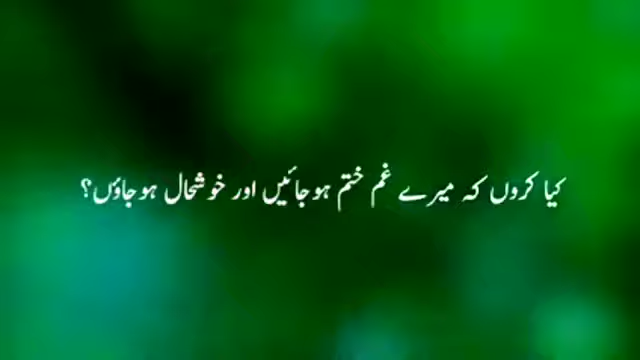 کیا کروں کہ میرے غم ختم ہوجائیں اور خوشحال ہوجاؤں؟